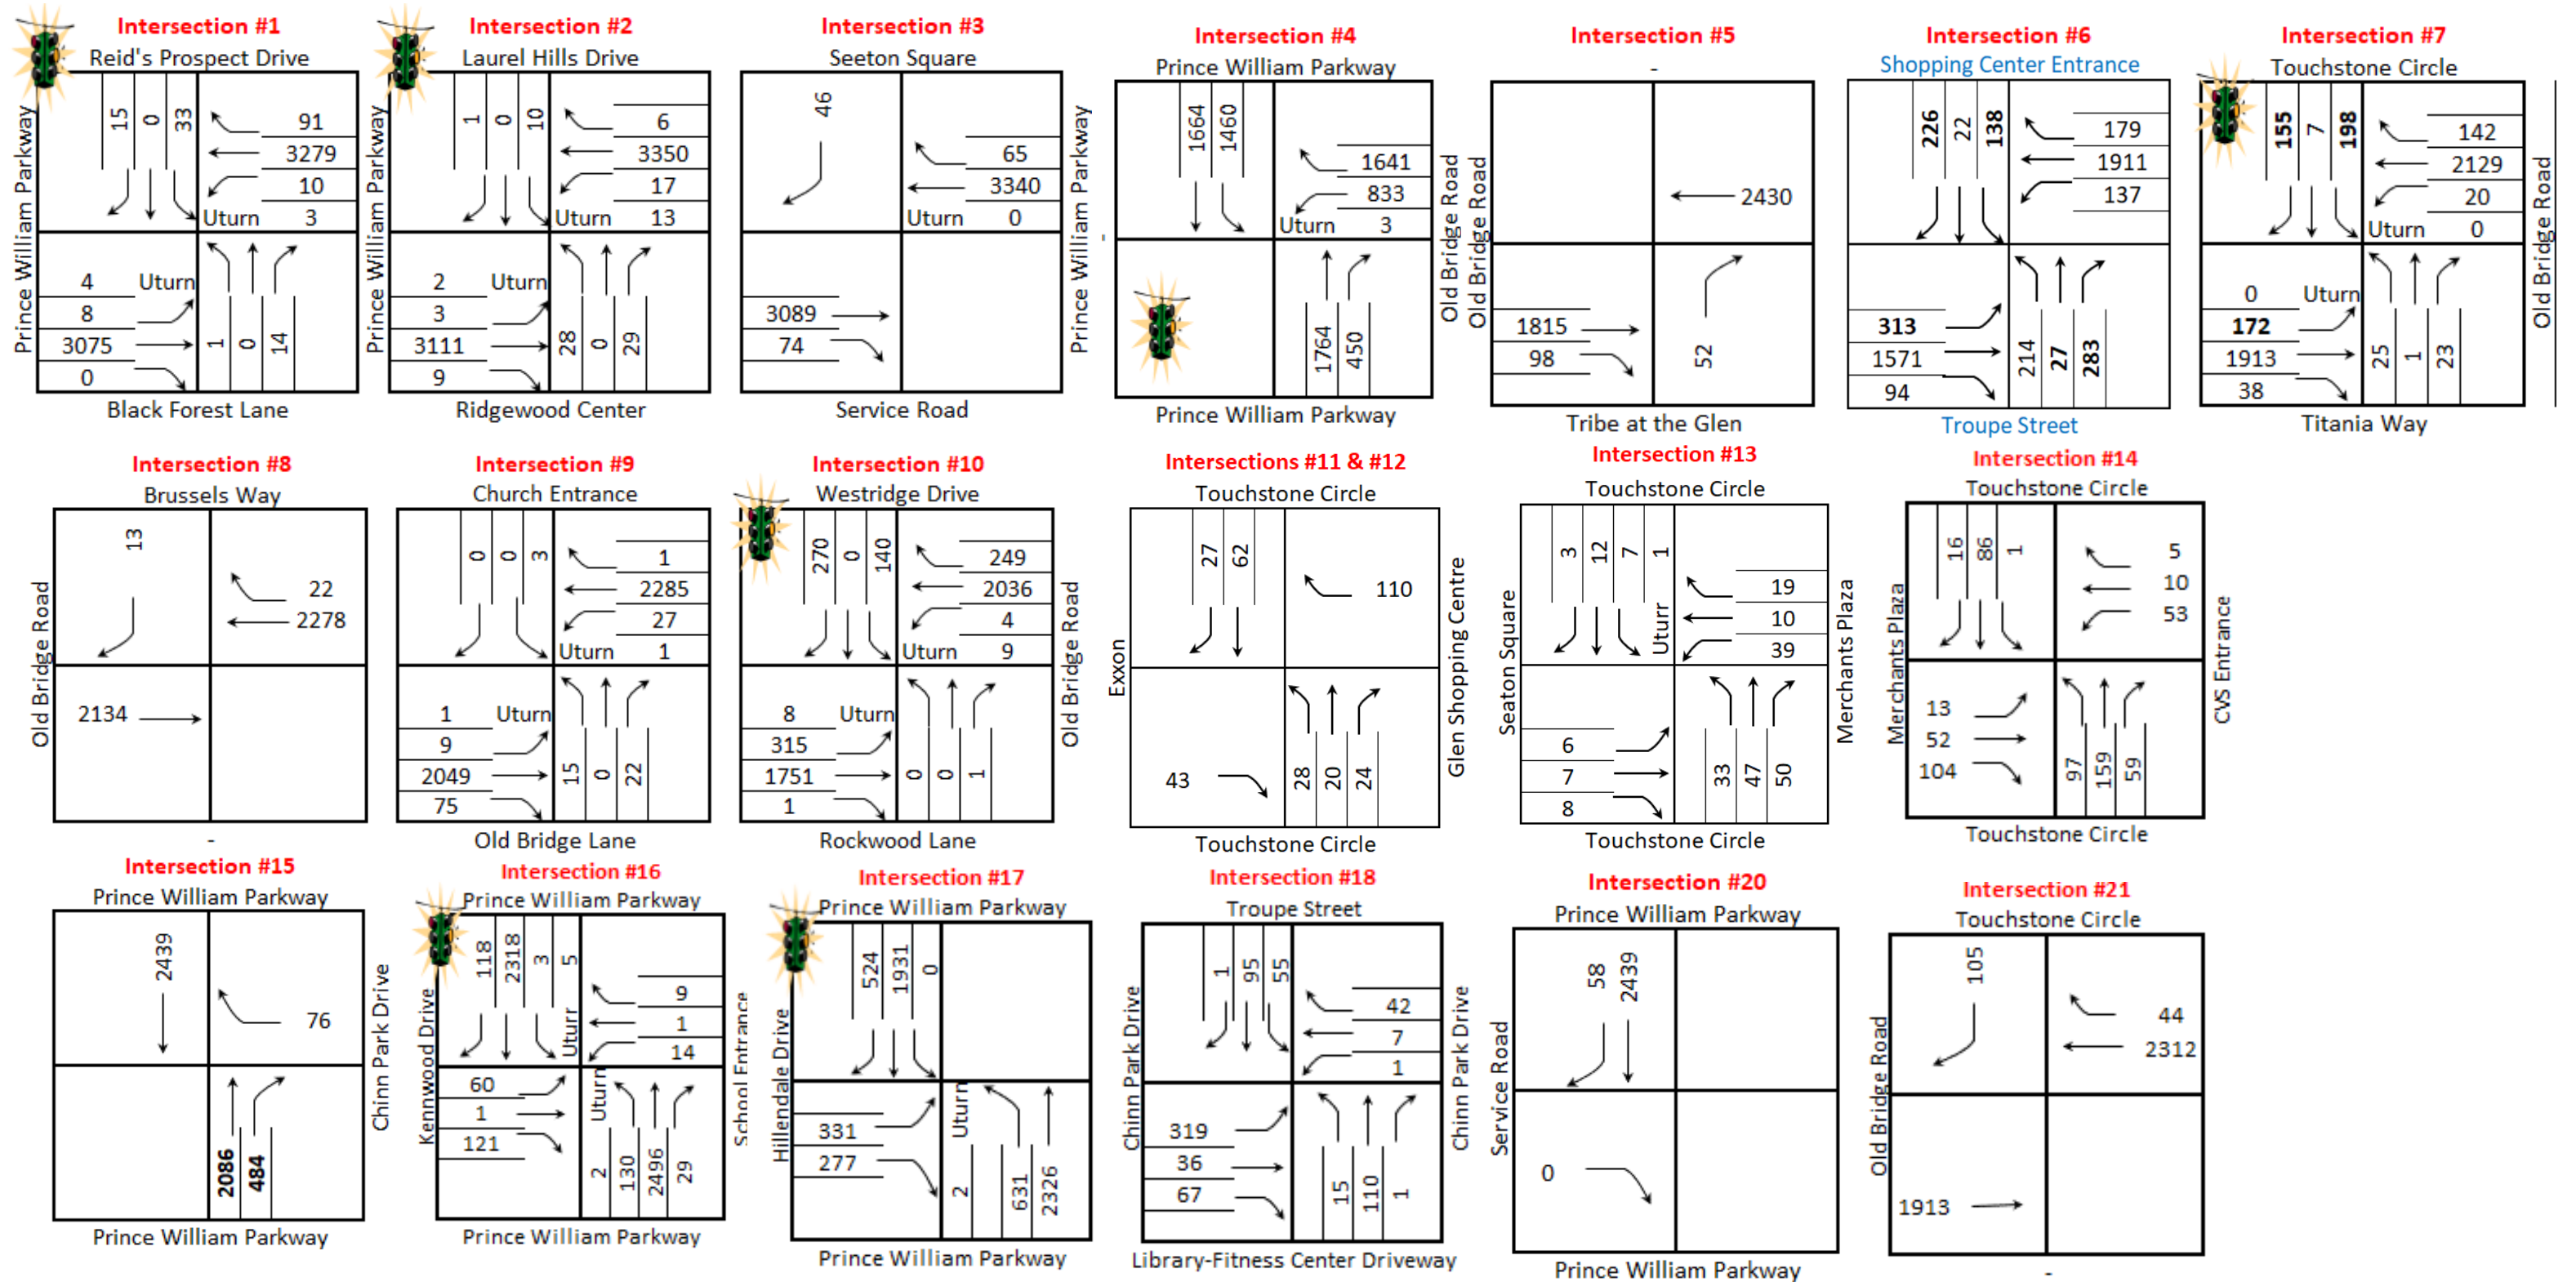 Intersection #1
Reid's Prospect Drive
Prince William Parkway
15 0 33
91
3279
10
Uturn 3
4 Uturn
8
3075
0
1 0 14
Black Forest Lane
Intersection #2
Laurel Hills Drive
Prince William Parkway
1 0 10
6
3350
17
Uturn 13
2 Uturn
3
3111
9
28 0 29
Ridgewood Center
Intersection #3
Seeton Square
46
65
3340
Uturn 0
3089
74
Prince William Parkway
Service Road
Intersection #4
Prince William Parkway
-
1664 1460
1641
833
Uturn 3
1764 450
Old Bridge Road
Prince William Parkway
Intersection #5
-
Old Bridge Road
2430
1815
98
52
Tribe at the Glen
Intersection #6
Shopping Center Entrance
226 22 138
179
1911
137
313
1571
94
214 27 283
Troupe Street
Intersection #7
Touchstone Circle
155 7 198
142
2129
20
Uturn 0
0 Uturn
172
1913
38
25 1 23
Old Bridge Road
Titania Way
Intersection #8
Brussels Way
Old Bridge Road
13
22
2278
2134
-
Intersection #9
Church Entrance
0 0 3
1
2285
27
Uturn 1
1 Uturn
9
2049
75
15 0 22
Old Bridge Lane
Intersection #10
Westridge Drive
270 0 140
249
2036
4
Uturn 9
8 Uturn
315
1751
1
0 0 1
Old Bridge Road
Rockwood Lane
Intersections #11 & #12
Touchstone Circle
Exxon
27 62
110
43
28 20 24
Glen Shopping Centre
Touchstone Circle
Intersection #13
Touchstone Circle
Seaton Square
3 12 7 1
Uturr
19
10
39
6
7
8
33 47 50
Merchants Plaza
Touchstone Circle
Intersection #14
Touchstone Circle
Merchants Plaza
16 86 1
5
10
53
13
52
104
97 159 59
CVS Entrance
Touchstone Circle
Intersection #15
Prince William Parkway
2439
76
2086 484
Chinn Park Drive
Prince William Parkway
Intersection #16
Prince William Parkway
Kennwood Drive
118 2318 3 5
Uturr
9
1
14
60
1
121
Uturn
2 130 2496 29
School Entrance
Prince William Parkway
Intersection #17
Prince William Parkway
Hillendale Drive
524 1931 0
331
277
Uturn
2 631 2326
Prince William Parkway
Intersection #18
Troupe Street
Chinn Park Drive
1 95 55
42
7
1
319
36
67
15 110 1
Chinn Park Drive
Library-Fitness Center Driveway
Intersection #20
Prince William Parkway
Service Road
58 2439
0
Prince William Parkway
Intersection #21
Touchstone Circle
Old Bridge Road
105
44
2312
1913
-